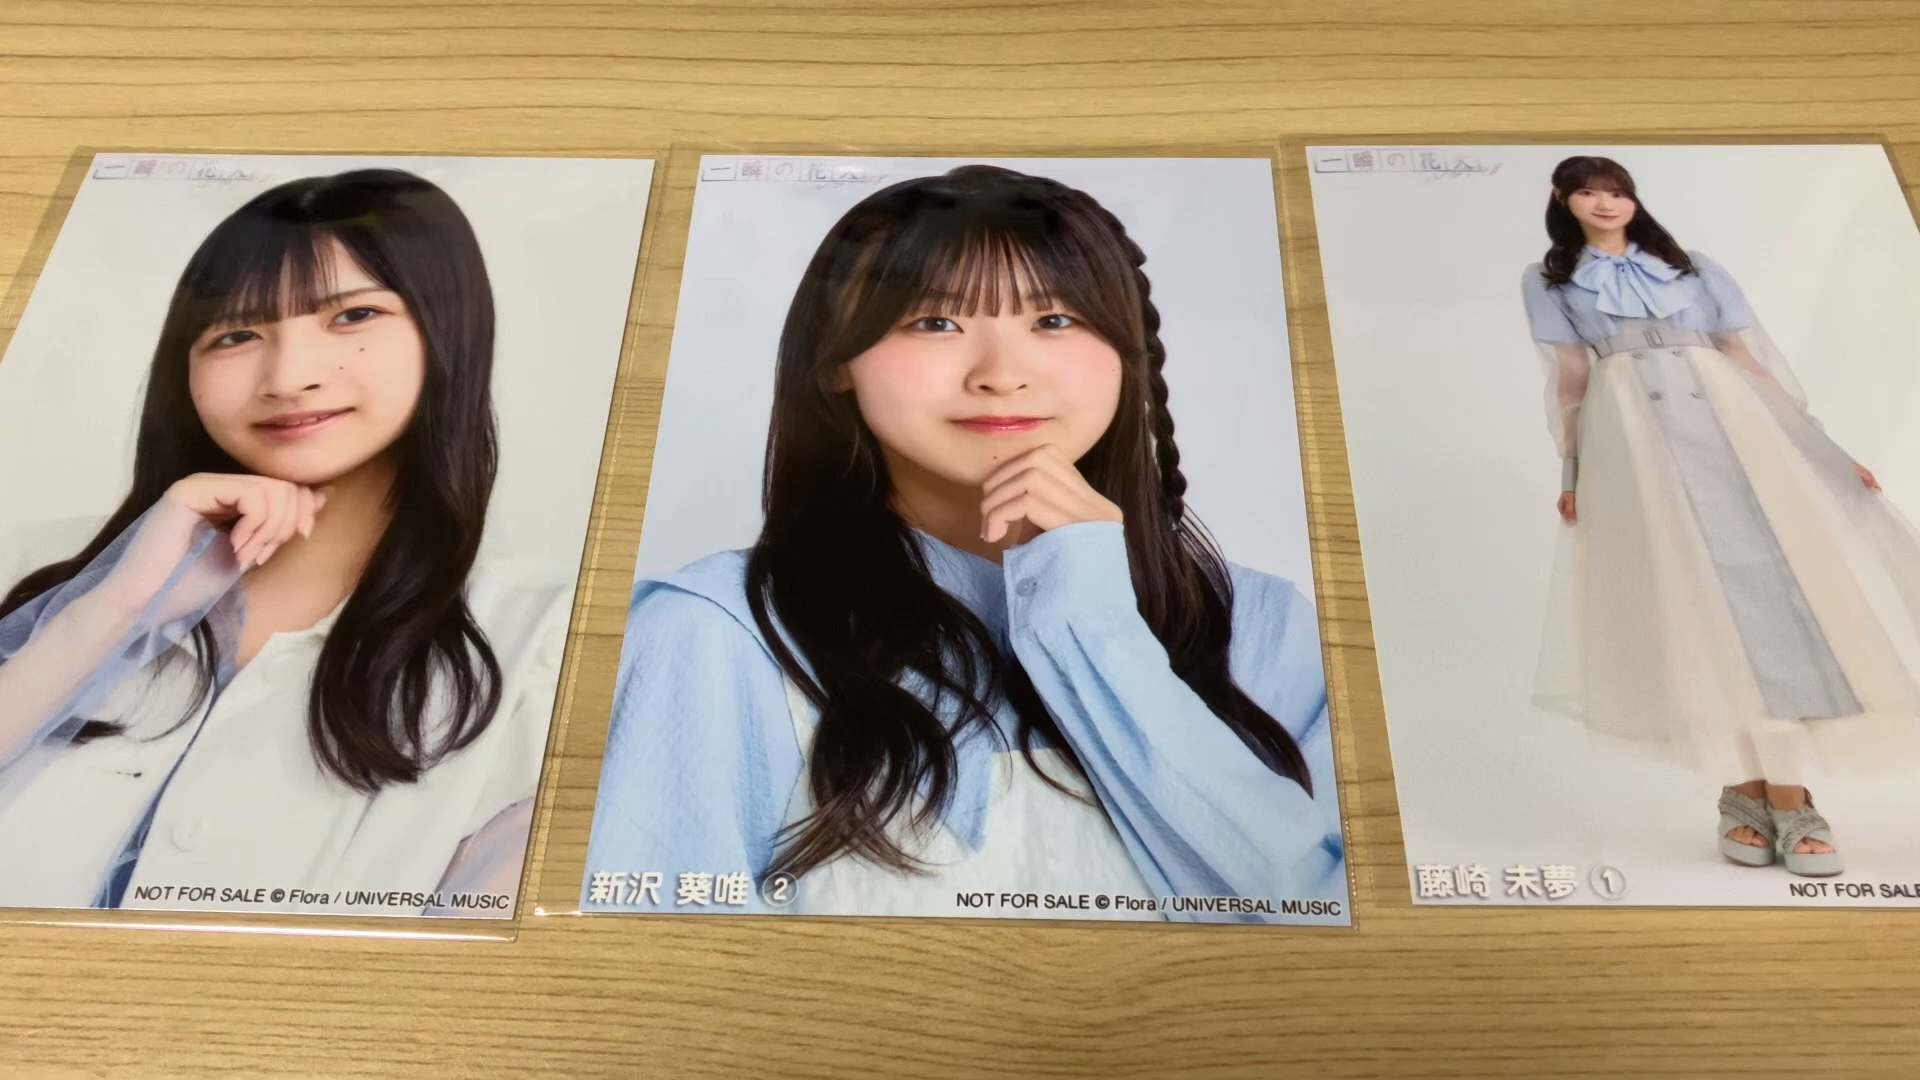 一瞬の花火
NOT FOR SALE © Flora / UNIVERSAL MUSIC
一瞬の花火
新沢 葵唯 ②
NOT FOR SALE © Flora / UNIVERSAL MUSIC
一瞬の花火
藤崎 未夢 ①
NOT FOR SALE